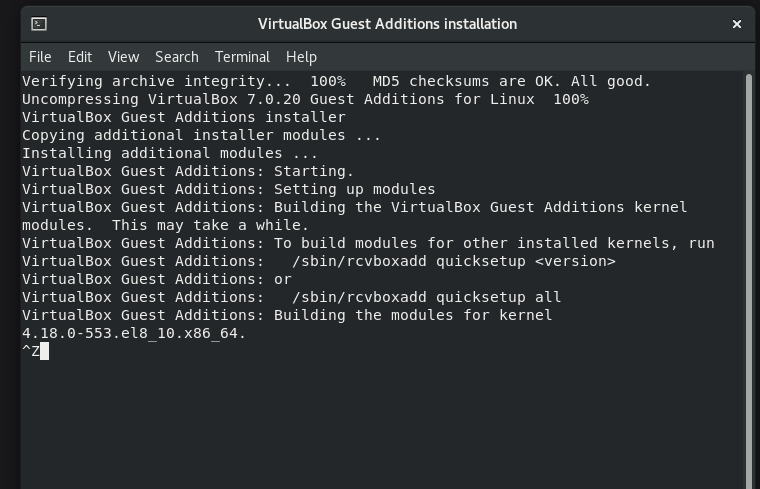 VirtualBox Guest Additions installation
File Edit View Search Terminal Help
Verifying archive integrity...  100%   MD5 checksums are OK. All good.
Uncompressing VirtualBox 7.0.20 Guest Additions for Linux  100%
VirtualBox Guest Additions installer
Copying additional installer modules ...
Installing additional modules ...
VirtualBox Guest Additions: Starting.
VirtualBox Guest Additions: Setting up modules
VirtualBox Guest Additions: Building the VirtualBox Guest Additions kernel
modules.  This may take a while.
VirtualBox Guest Additions: To build modules for other installed kernels, run
VirtualBox Guest Additions:   /sbin/rcvboxadd quicksetup <version>
VirtualBox Guest Additions: or
VirtualBox Guest Additions:   /sbin/rcvboxadd quicksetup all
VirtualBox Guest Additions: Building the modules for kernel
4.18.0-553.el8_10.x86_64.
^Z